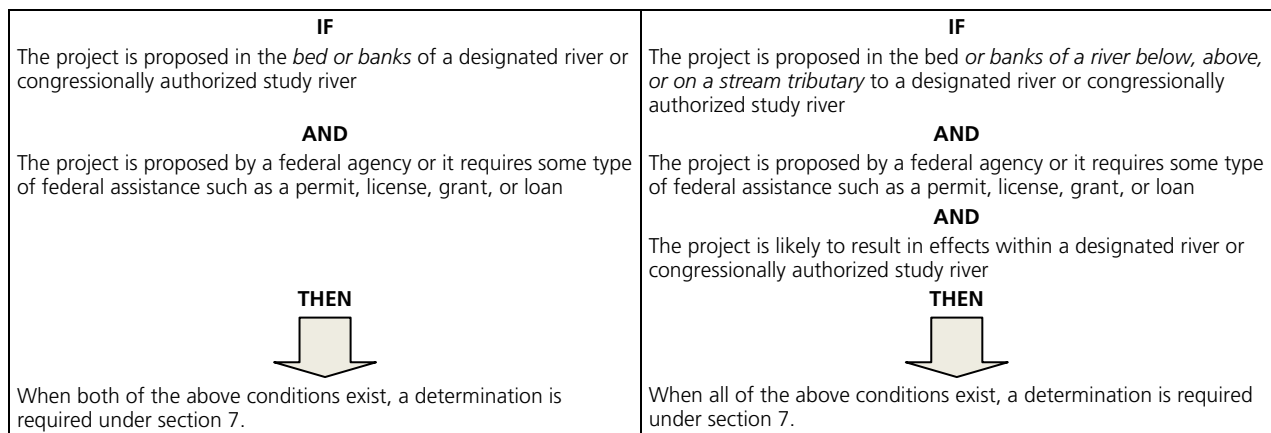 IF
The project is proposed in the bed or banks of a designated river or
congressionally authorized study river
AND
The project is proposed by a federal agency or it requires some type
of federal assistance such as a permit, license, grant, or loan
THEN
When both of the above conditions exist, a determination is
required under section 7.
IF
The project is proposed in the bed or banks of a river below, above,
or on a stream tributary to a designated river or congressionally
authorized study river
AND
The project is proposed by a federal agency or it requires some type
of federal assistance such as a permit, license, grant, or loan
AND
The project is likely to result in effects within a designated river or
congressionally authorized study river
THEN
When all of the above conditions exist, a determination is required
under section 7.